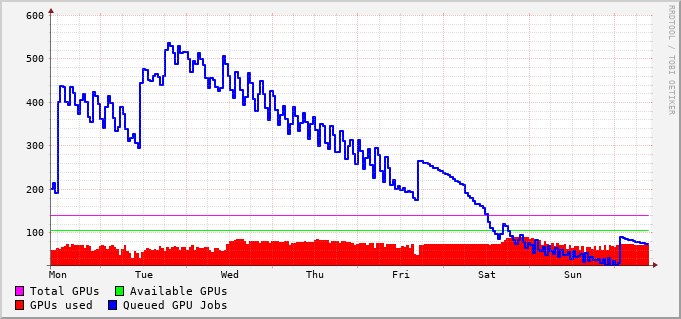 600
500
400
300
200
100
Mon Tue Wed Thu Fri Sat Sun
Total GPUs Available GPUs
GPUs used Queued GPU Jobs
RRDTOOL / TOBI OETIKER